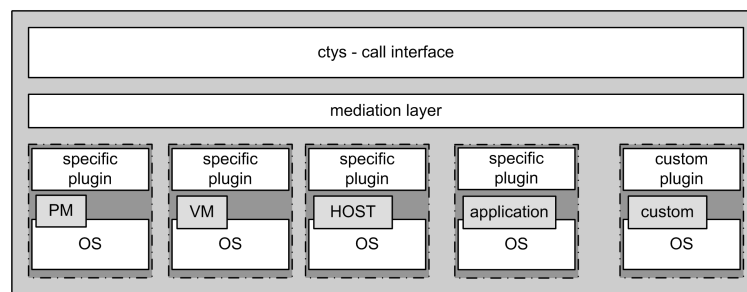 ctys - call interface
mediation layer
specific
plugin
specific
plugin
specific
plugin
specific
plugin
custom
plugin
PM
VM
HOST
application
custom
OS
OS
OS
OS
OS